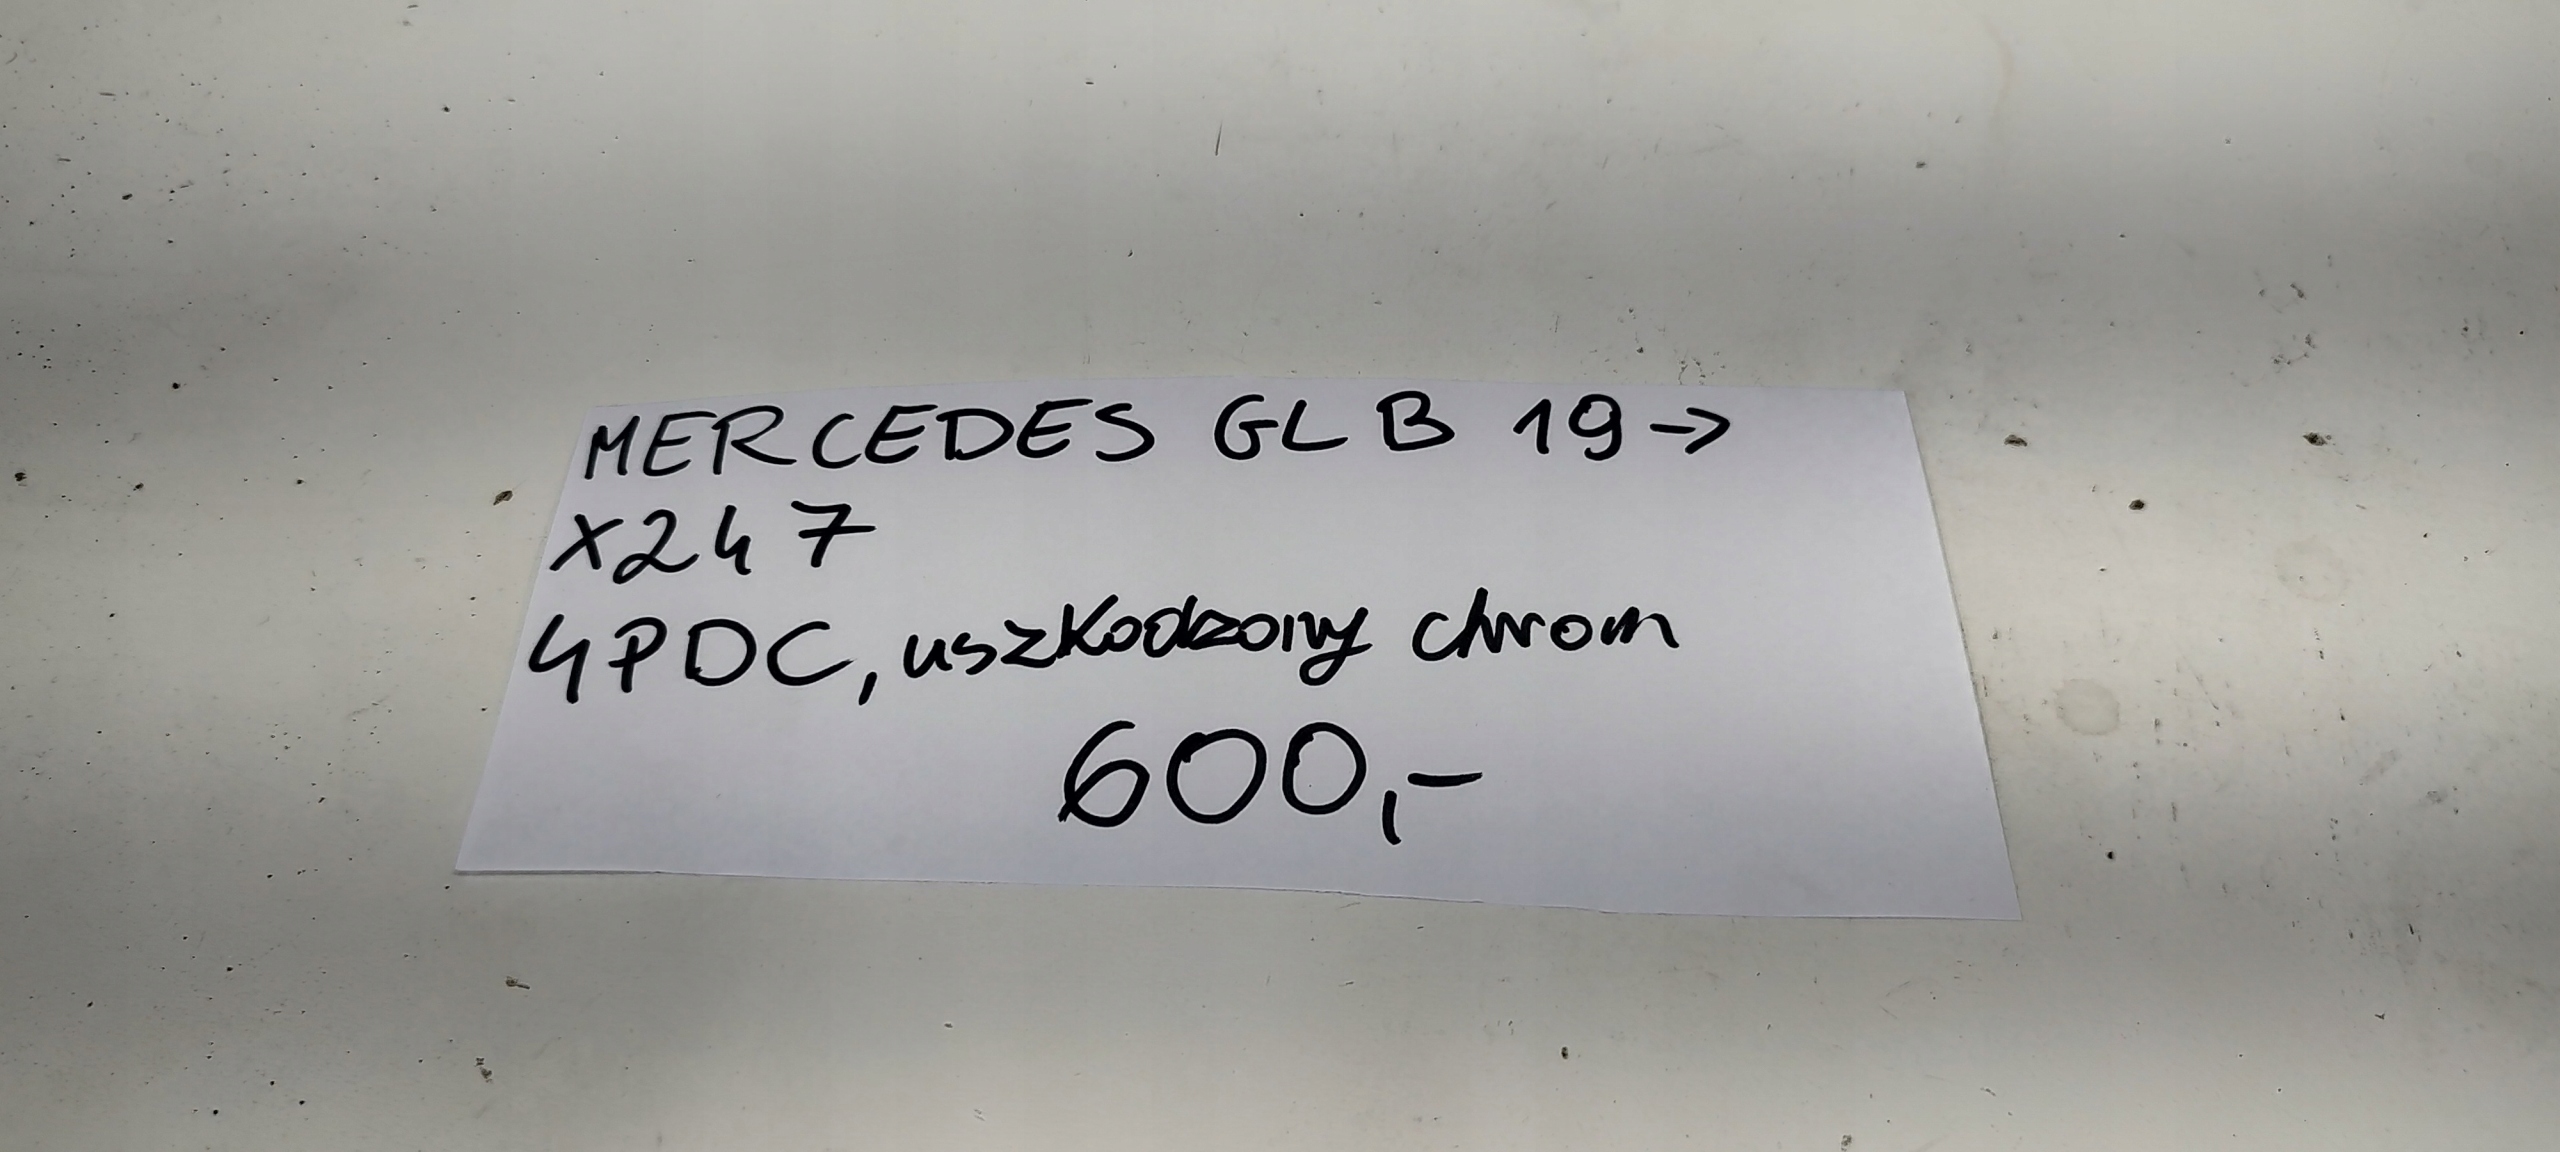 MERCEDES GLB 19->
X247
4PDC, uszkodzony chrom
600,-